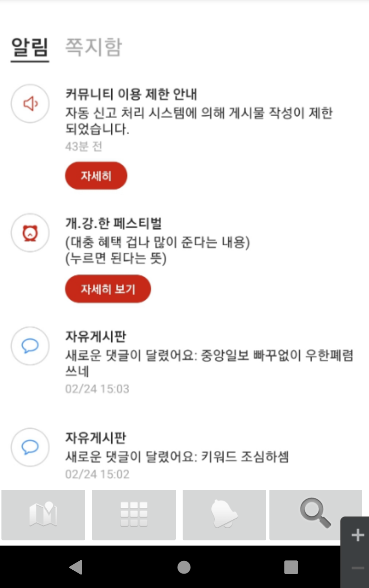 알림 쪽지함
커뮤니티 이용 제한 안내
자동 신고 처리 시스템에 의해 게시물 작성이 제한
되었습니다.
43분 전
자세히
개.강.한 페스티벌
(대충 혜택 겁나 많이 준다는 내용)
(누르면 된다는 뜻)
자세히 보기
자유게시판
새로운 댓글이 달렸어요: 중앙일보 빠꾸없이 우한폐렴
쓰네
02/24 15:03
자유게시판
새로운 댓글이 달렸어요: 키워드 조심하셈
02/24 15:02